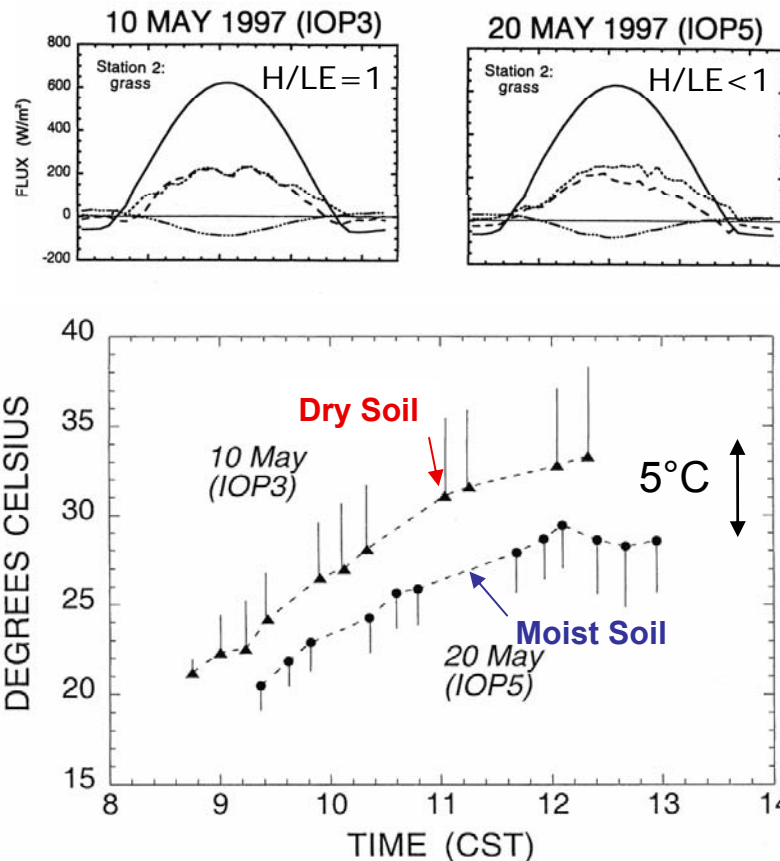 10 MAY 1997 (IOP3)
20 MAY 1997 (IOP5)
800
600
400
200
0
-200
FLUX (W/m²)
Station 2:
grass
H/LE=1
Station 2:
grass
H/LE<1
40
35
30
25
20
15
DEGREES CELSIUS
Dry Soil
10 May
(IOP3)
5°C
Moist Soil
20 May
(IOP5)
8 9 10 11 12 13 14
TIME (CST)